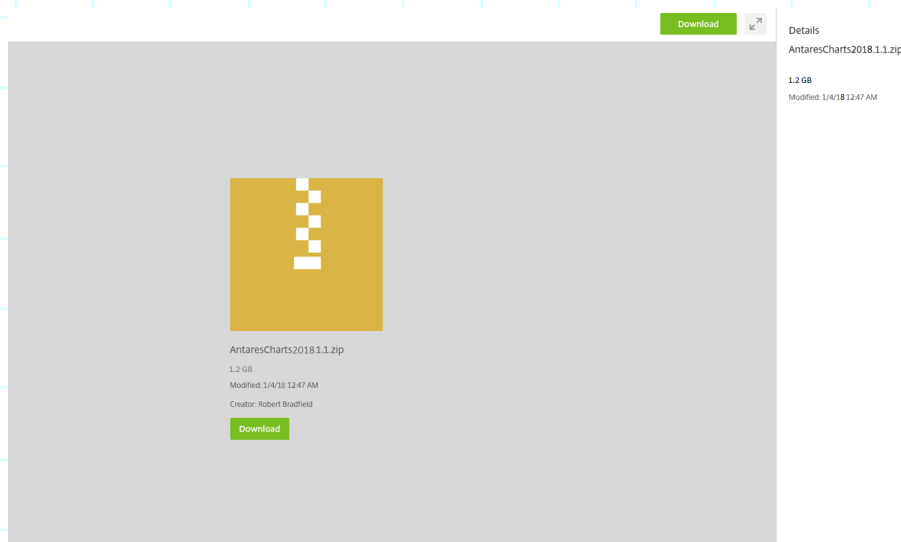 Download
Details
AntaresCharts2018.1.1.zip
1.2 GB
Modified: 1/4/18 12:47 AM
AntaresCharts2018.1.1.zip
1.2 GB
Modified: 1/4/18 12:47 AM
Creator: Robert Bradfield
Download